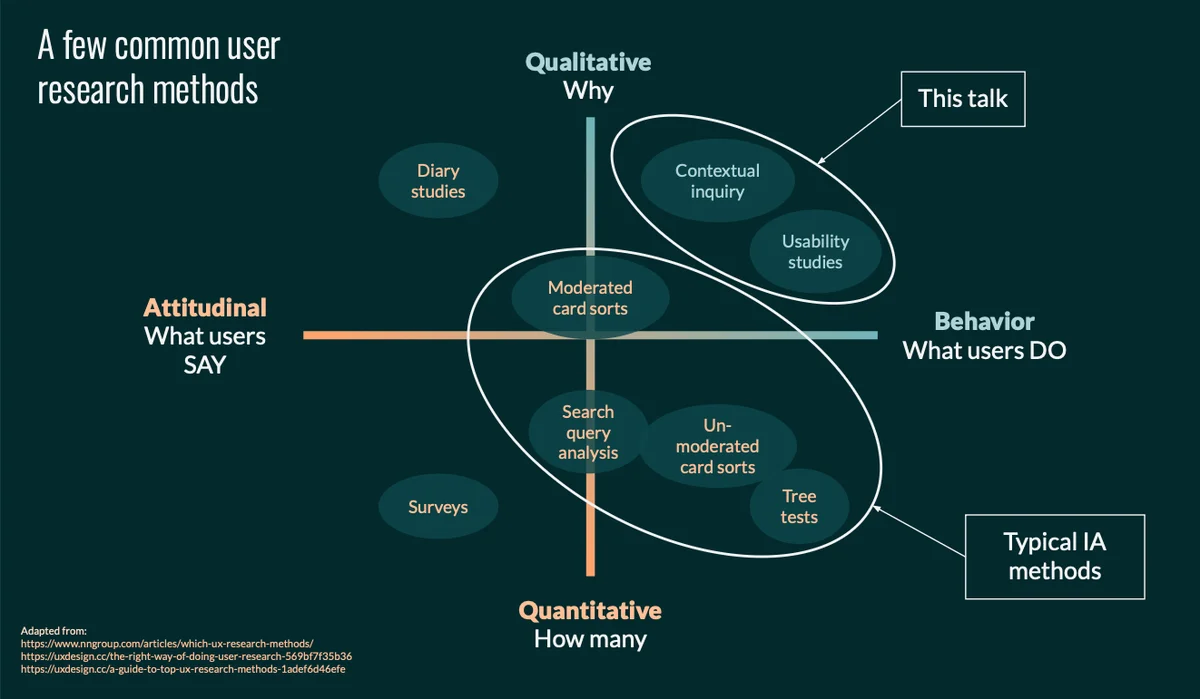 A few common user
research methods
Qualitative
Why
This talk
Diary
studies
Contextual
inquiry
Usability
studies
Moderated
card sorts
Attitudinal
What users
SAY
Behavior
What users DO
Search
query
analysis
Un-
moderated
card sorts
Tree
tests
Surveys
Typical IA
methods
Quantitative
How many
Adapted from:
https://www.nngroup.com/articles/which-ux-research-methods/
https://uxdesign.cc/the-right-way-of-doing-user-research-569bf7f35b36
https://uxdesign.cc/a-guide-to-top-ux-research-methods-1adef6d46efe